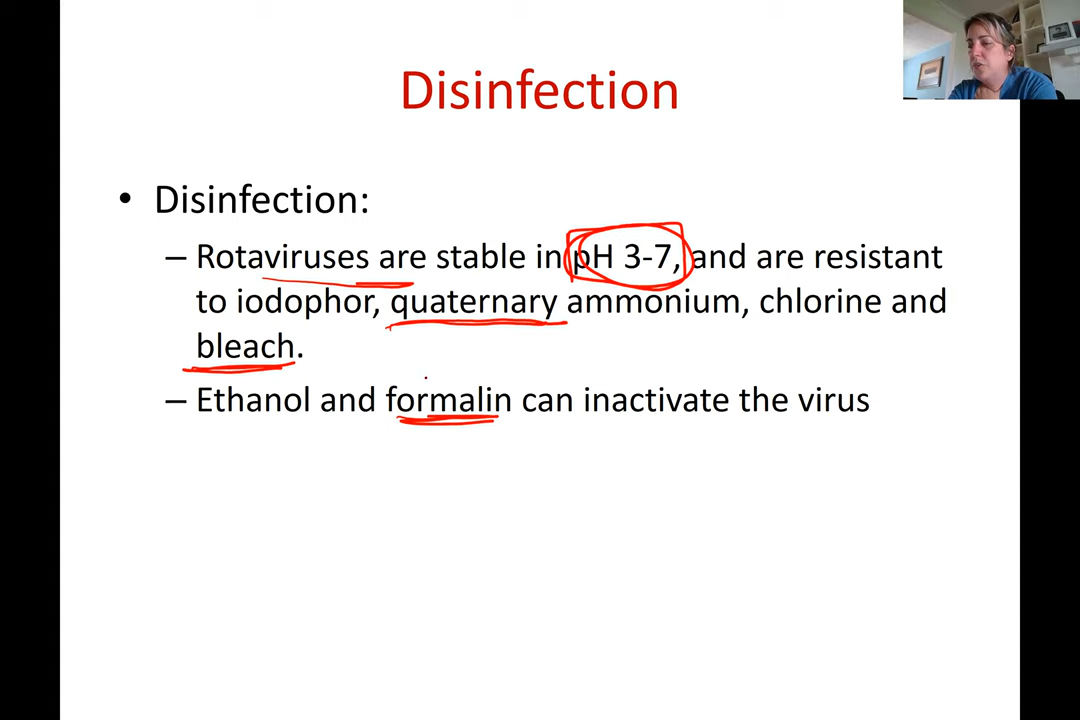 Disinfection
• Disinfection:
– Rotaviruses are stable in pH 3-7, and are resistant
to iodophor, quaternary ammonium, chlorine and
bleach.
– Ethanol and formalin can inactivate the virus